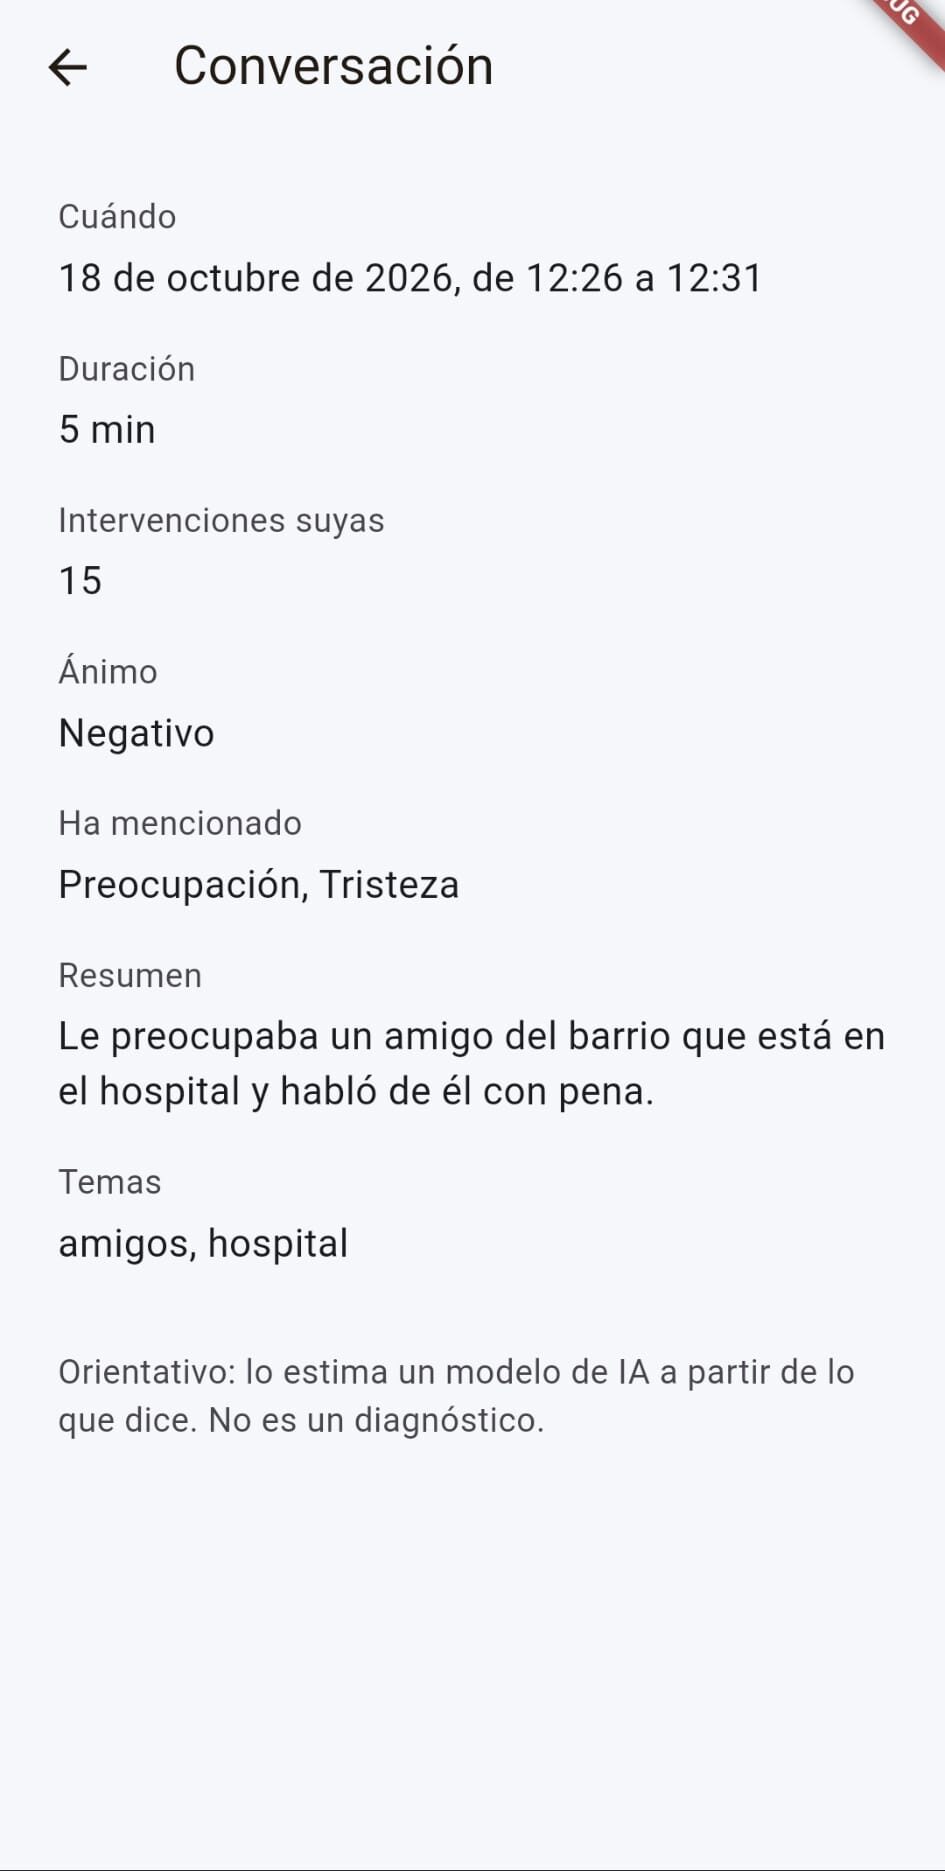 Conversación
Cuándo
18 de octubre de 2026, de 12:26 a 12:31
Duración
5 min
Intervenciones suyas
15
Ánimo
Negativo
Ha mencionado
Preocupación, Tristeza
Resumen
Le preocupaba un amigo del barrio que está en
el hospital y habló de él con pena.
Temas
amigos, hospital
Orientativo: lo estima un modelo de IA a partir de lo
que dice. No es un diagnóstico.